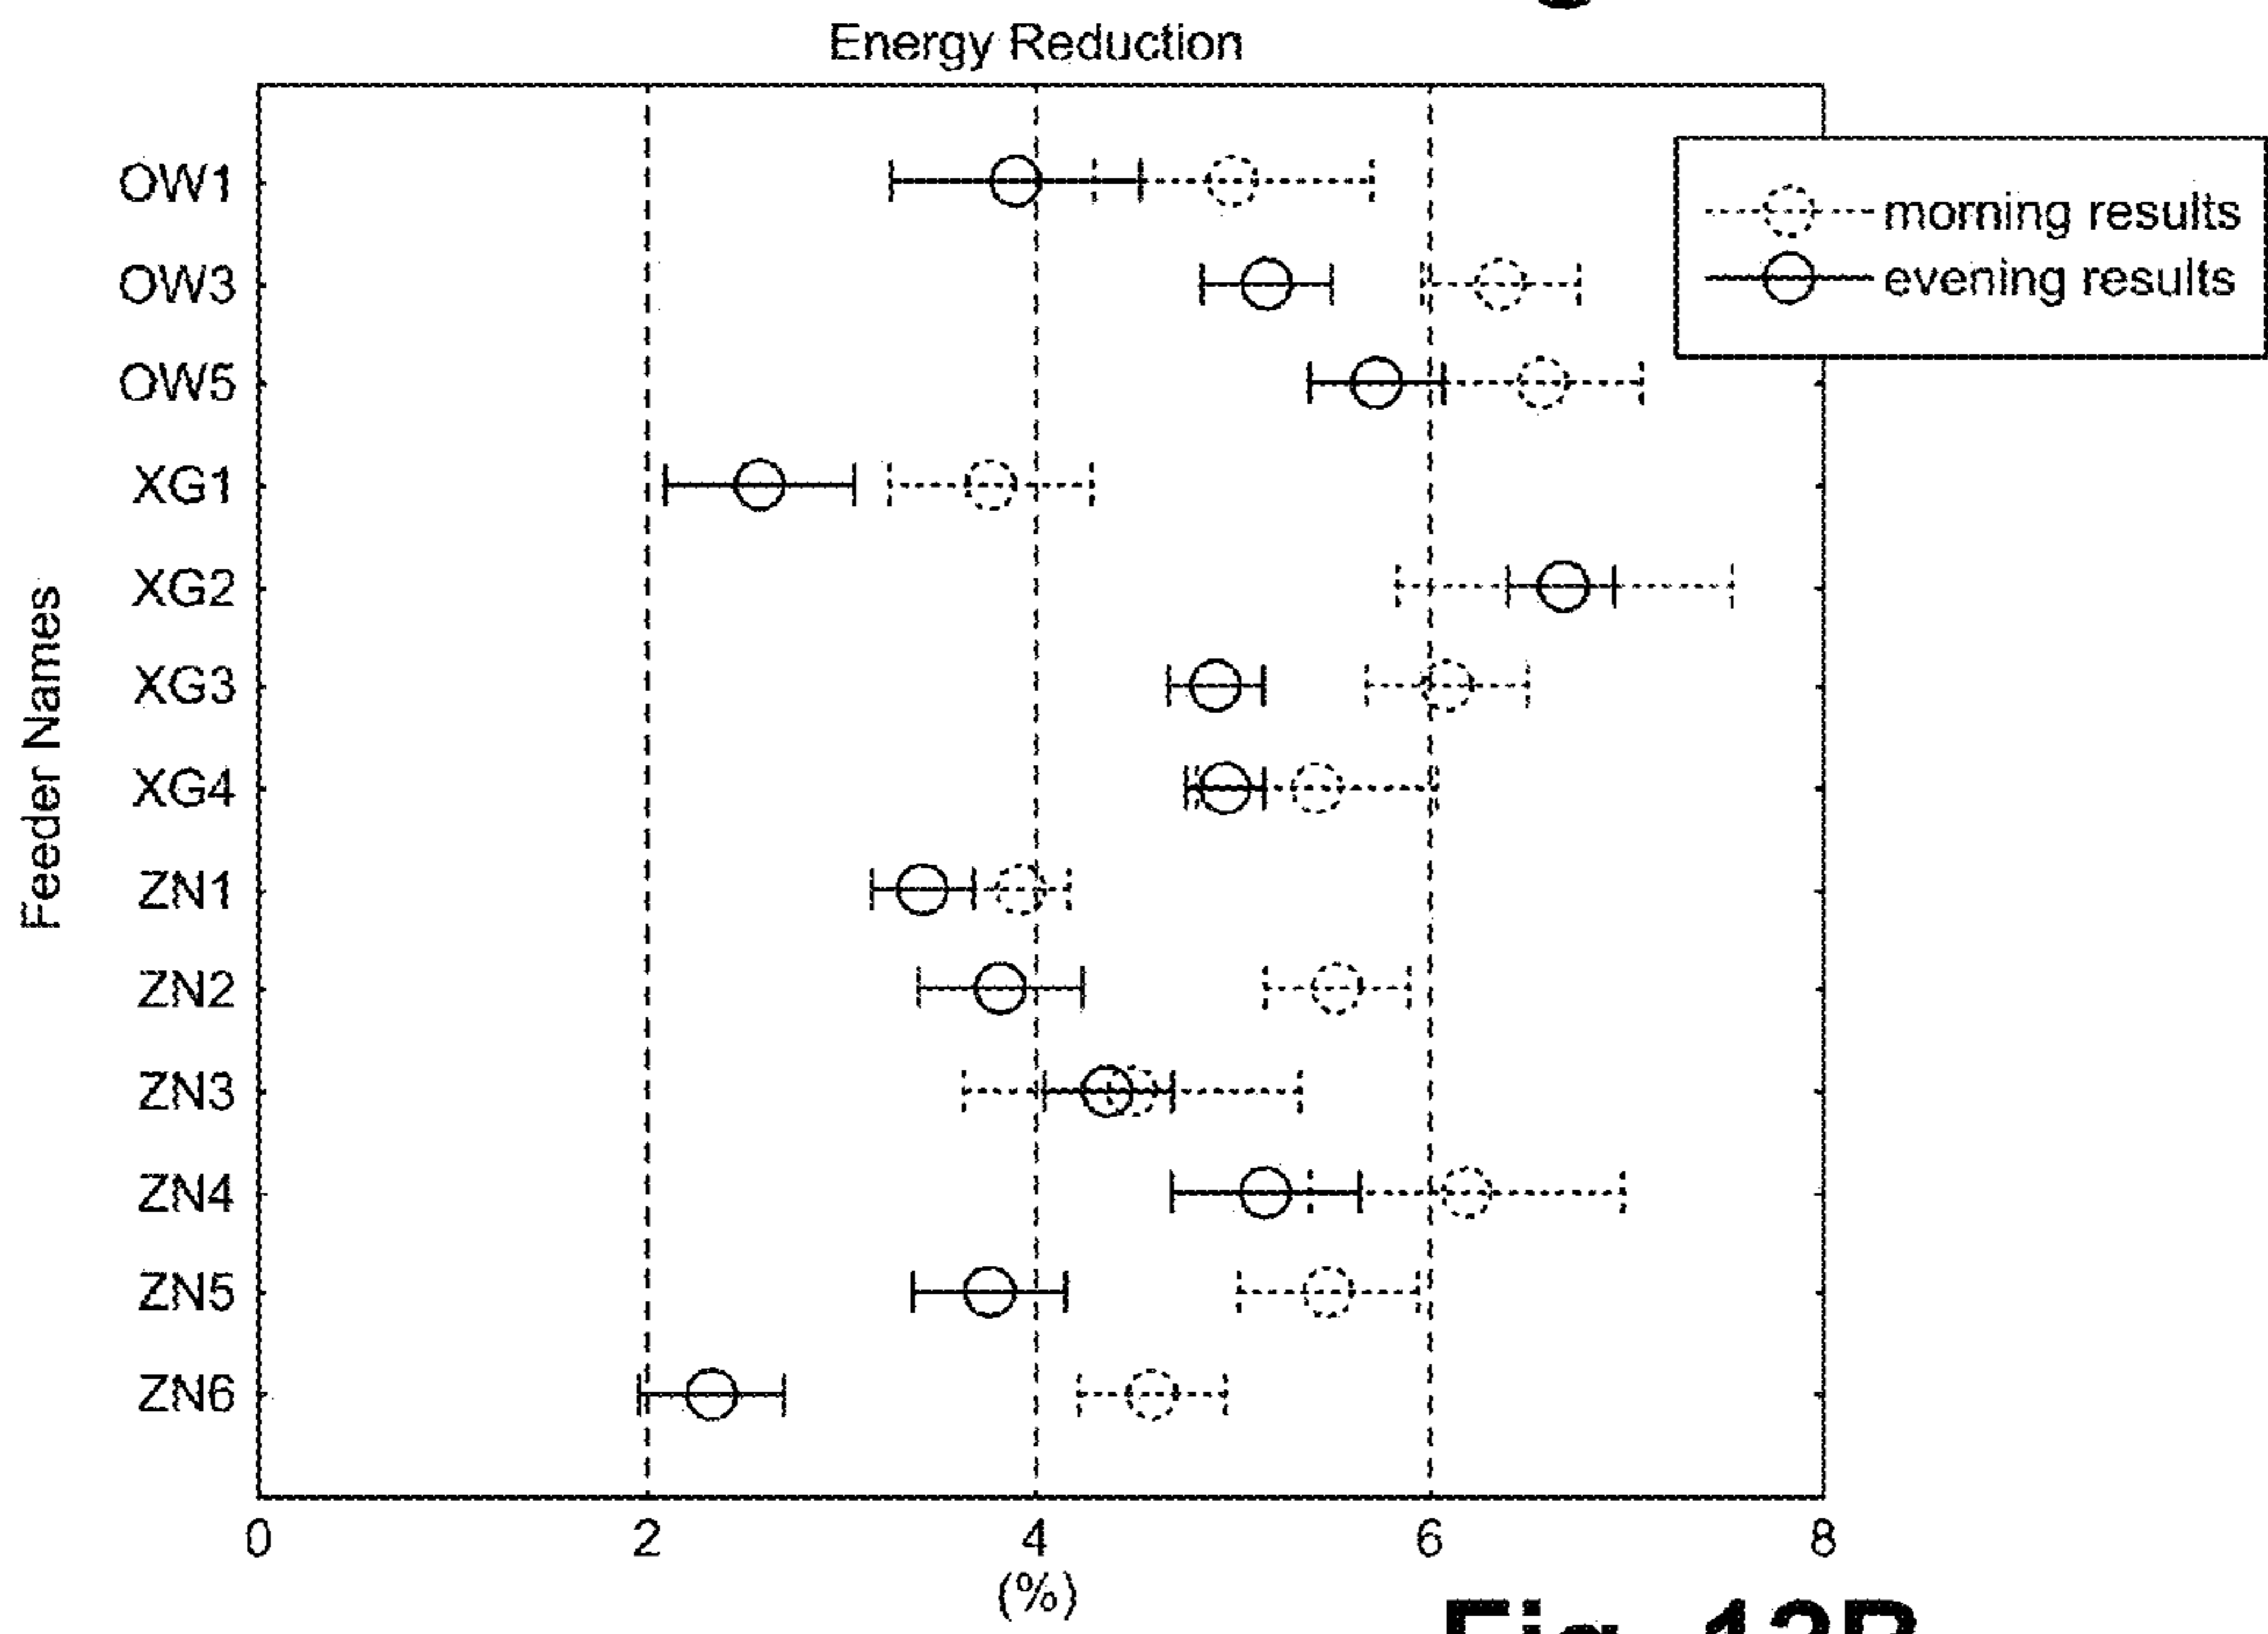 Energy Reduction
OW1
OW3
OW5
XG1
XG2
XG3
XG4
ZN1
ZN2
ZN3
ZN4
ZN5
ZN6
Feeder Names
morning results
evening results
0 2 4 6 8
(%)